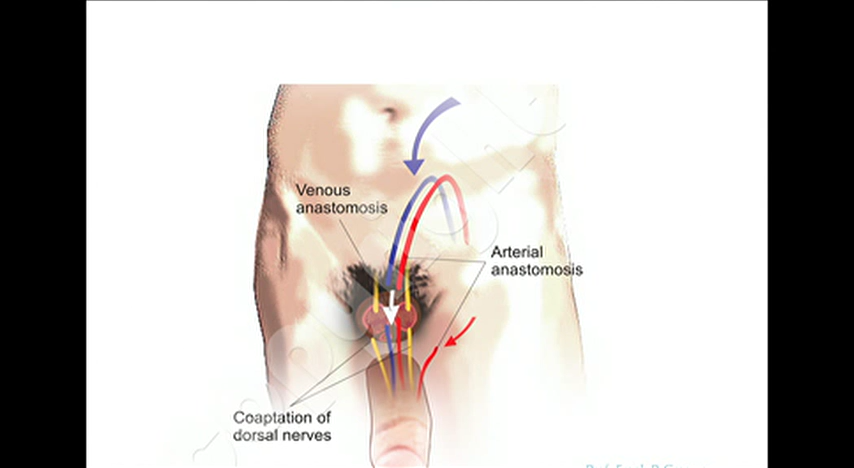 Venous
anastomosis
Arterial
anastomosis
Coaptation of
dorsal nerves